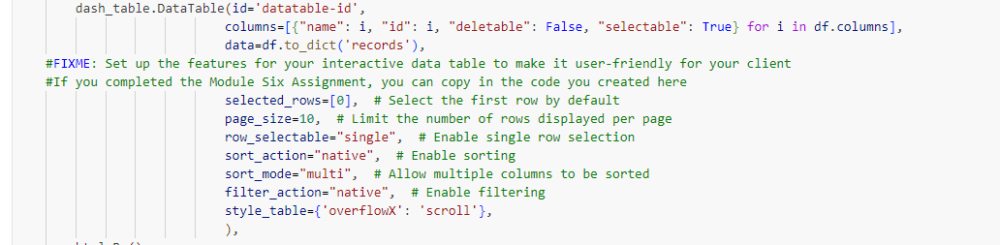 dash_table.DataTable(id='datatable-id',
columns=[{"name": i, "id": i, "deletable": False, "selectable": True} for i in df.columns],
data=df.to_dict('records'),
#FIXME: Set up the features for your interactive data table to make it user-friendly for your client
#If you completed the Module Six Assignment, you can copy in the code you created here
selected_rows=[0],  # Select the first row by default
page_size=10,  # Limit the number of rows displayed per page
row_selectable="single",  # Enable single row selection
sort_action="native",  # Enable sorting
sort_mode="multi",  # Allow multiple columns to be sorted
filter_action="native",  # Enable filtering
style_table={'overflowX': 'scroll'},
),